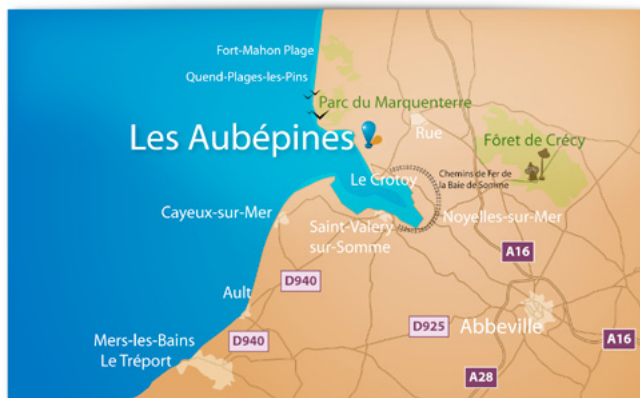 Fort-Mahon Plage
Quend-Plages-les-Pins
Parc du Marquenterre
Les Aubépines
Rue
Fôret de Crécy
Le Crotoy
Chemins de Fer de
la Baie de Somme
Cayeux-sur-Mer
Saint-Valery
sur-Somme
Noyelles-sur-Mer
A16
D940
Ault
D925
Abbeville
Mers-les-Bains
Le Tréport
D940
A16
A28